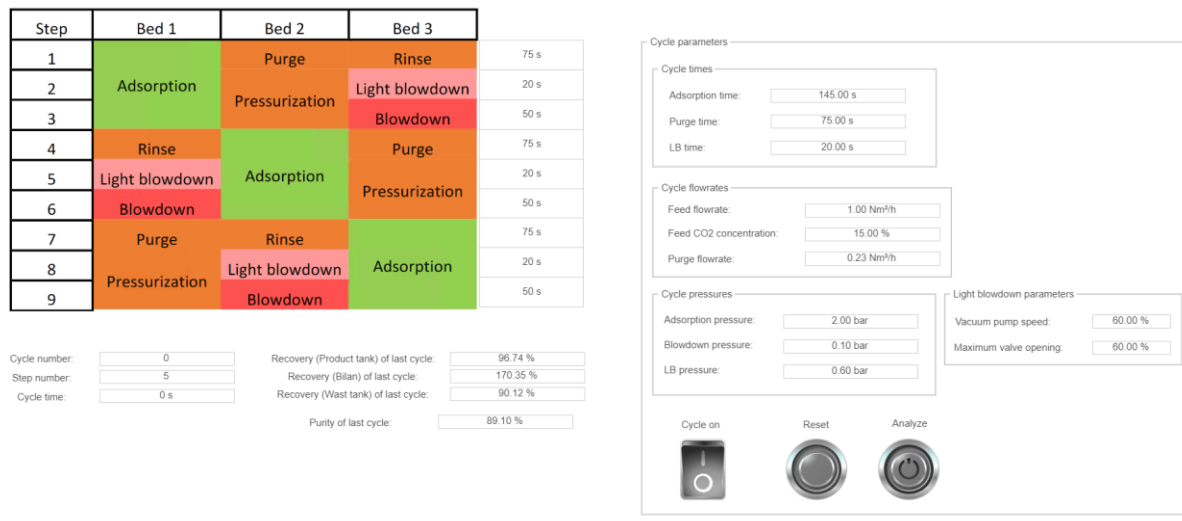 Step Bed 1 Bed 2 Bed 3
1 Adsorption Purge Rinse 75 s
2 Pressurization Light blowdown 20 s
3 Blowdown 50 s
4 Rinse Adsorption Purge 75 s
5 Light blowdown Pressurization 20 s
6 Blowdown 50 s
7 Purge Rinse Adsorption 75 s
8 Pressurization Light blowdown 20 s
9 Blowdown 50 s
Cycle number: 0
Step number: 5
Cycle time: 0 s
Recovery (Product tank) of last cycle: 96.74 %
Recovery (Bilan) of last cycle: 170.35 %
Recovery (Wast tank) of last cycle: 90.12 %
Purity of last cycle: 89.10 %
Cycle parameters
Cycle times
Adsorption time: 145.00 s
Purge time: 75.00 s
LB time: 20.00 s
Cycle flowrates
Feed flowrate: 1.00 Nm³/h
Feed CO2 concentration: 15.00 %
Purge flowrate: 0.23 Nm³/h
Cycle pressures
Adsorption pressure: 2.00 bar
Blowdown pressure: 0.10 bar
LB pressure: 0.60 bar
Light blowdown parameters
Vacuum pump speed: 60.00 %
Maximum valve opening: 60.00 %
Cycle on Reset Analyze